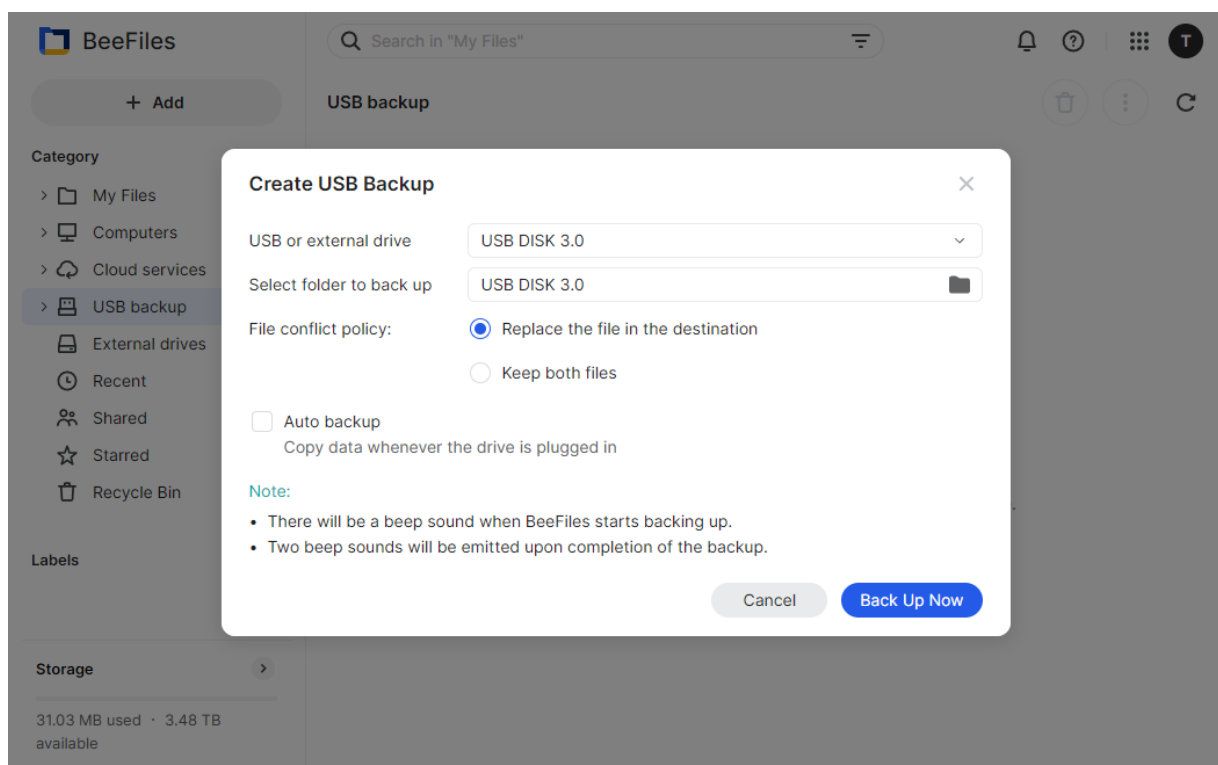 BeeFiles
Search in "My Files"
T
+ Add
USB backup
Category
My Files
Computers
Cloud services
USB backup
External drives
Recent
Shared
Starred
Recycle Bin
Labels
Storage
31.03 MB used · 3.48 TB
available
Create USB Backup
USB or external drive
USB DISK 3.0
Select folder to back up
USB DISK 3.0
File conflict policy:
Replace the file in the destination
Keep both files
Auto backup
Copy data whenever the drive is plugged in
Note:
• There will be a beep sound when BeeFiles starts backing up.
• Two beep sounds will be emitted upon completion of the backup.
Cancel
Back Up Now